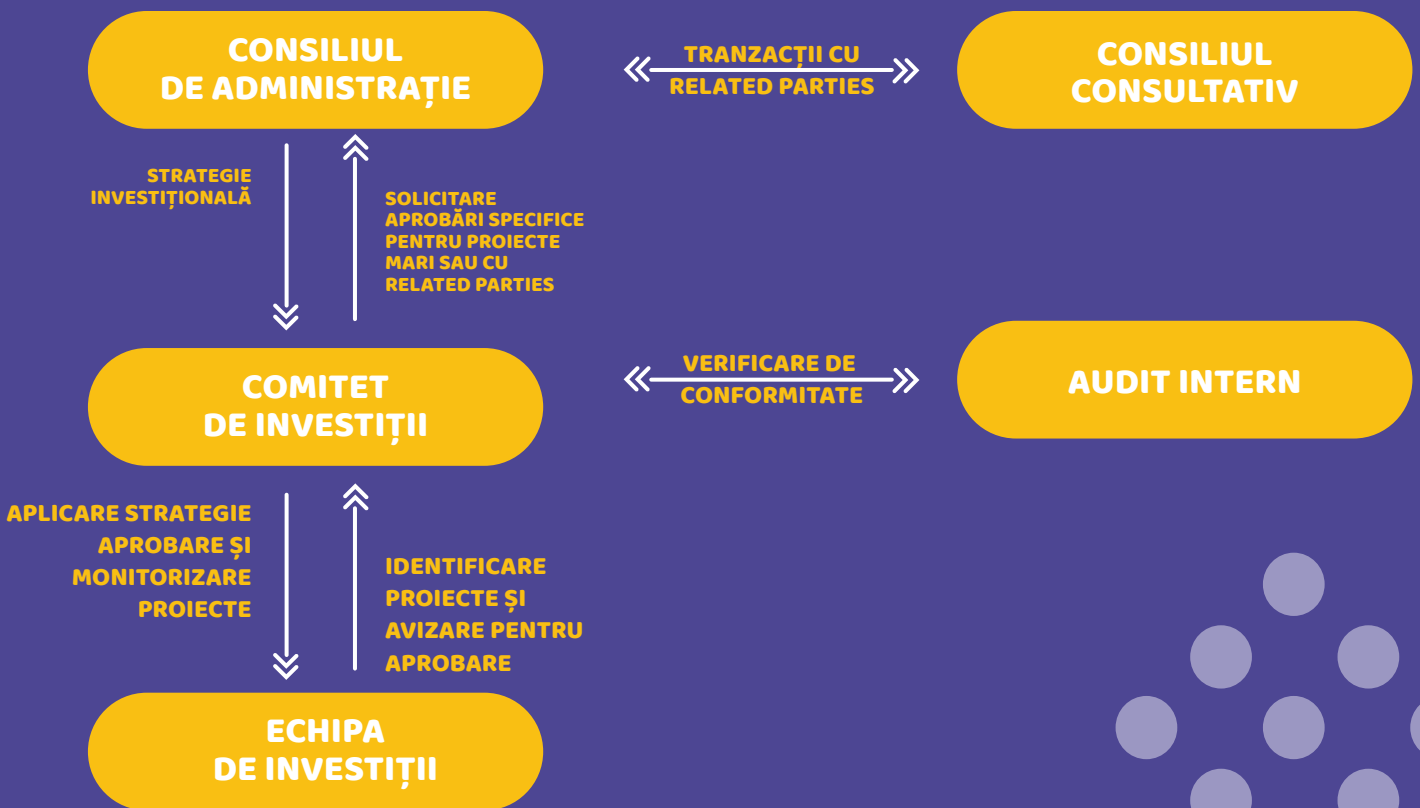 CONSILIUL
DE ADMINISTRAȚIE
TRANZACȚII CU
RELATED PARTIES
CONSILIUL
CONSULTATIV
STRATEGIE
INVESTIȚIONALĂ
SOLICITARE
APROBĂRI SPECIFICE
PENTRU PROIECTE
MARI SAU CU
RELATED PARTIES
COMITET
DE INVESTIȚII
VERIFICARE DE
CONFORMITATE
AUDIT INTERN
APLICARE STRATEGIE
APROBARE ȘI
MONITORIZARE
PROIECTE
IDENTIFICARE
PROIECTE ȘI
AVIZARE PENTRU
APROBARE
ECHIPA
DE INVESTIȚII